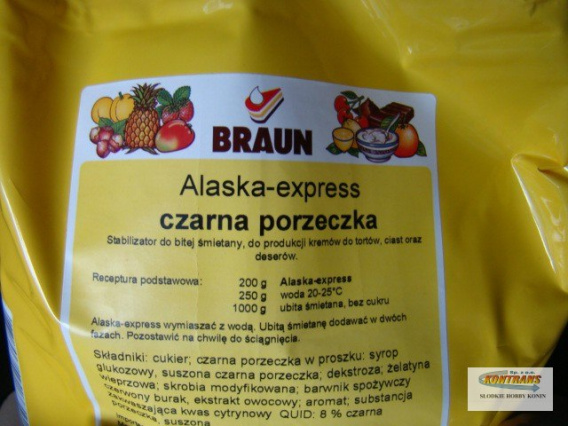 BRAUN
Alaska-express
czarna porzeczka
Stabilizator do bitej śmietany, do produkcji kremów do tortów, ciast oraz
deserów.
Receptura podstawowa: 200 g Alaska-express
250 g woda 20-25°C
1000 g ubita śmietana, bez cukru
Alaska-express wymiaszać z wodą. Ubitą śmietanę dodawać w dwóch
fazach. Pozostawić na chwilę do ściągnięcia.
Składniki: cukier; czarna porzeczka w proszku: syrop
glukozowy, suszona czarna porzeczka; dekstroza; żelatyna
wieprzowa; skrobia modyfikowana; barwnik spożywczy
czerwony burak, ekstrakt owocowy; aromat; substancja
zakwaszająca kwas cytrynowy QUID: 8 % czarna
porzeczka, suszona
KONTRANS
SŁODKIE HOBBY KONIN